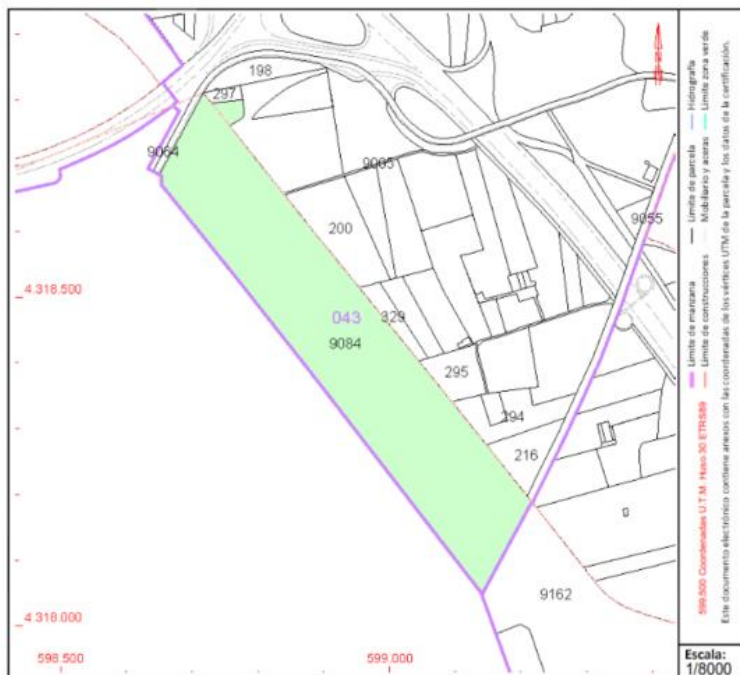 198
297
9064
9005
200
9055
4.318.500
043
329
9084
295
294
216
4.318.000
9162
598.500
599.000
Límite de manzana
Límite de parcela
Hidrografía
Límite de construcciones
Mobiliario y aceras
Límite zona verde
599.500 Coordenadas U.T.M. Huso 30 ETRS89
Este documento electrónico contiene anexos con las coordenadas de los vértices UTM de la parcela y los datos de la certificación.
Escala:
1/8000